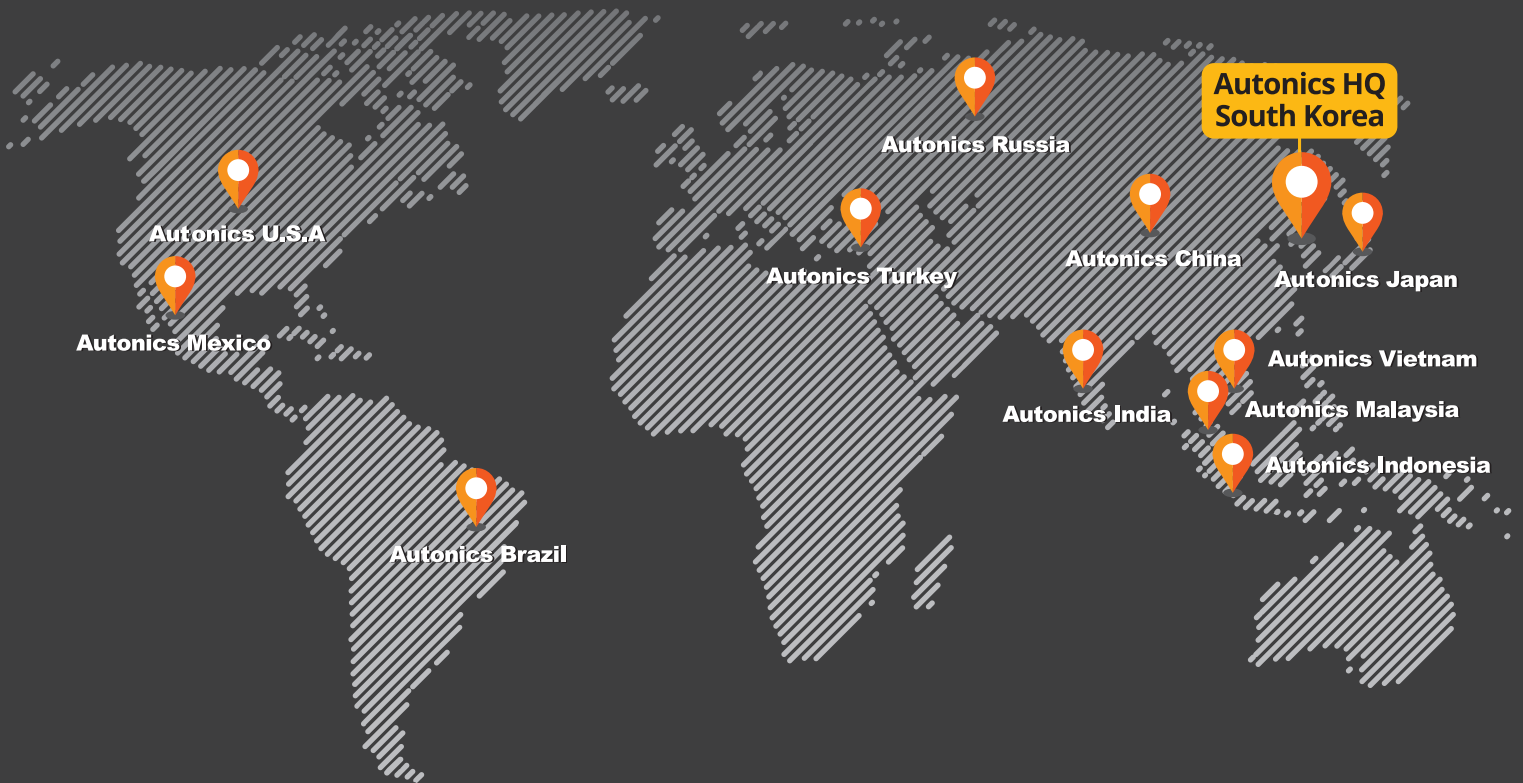 Autonics HQ
South Korea
Autonics Russia
Autonics U.S.A
Autonics China
Autonics Turkey
Autonics Japan
Autonics Mexico
Autonics Vietnam
Autonics Malaysia
Autonics India
Autonics Indonesia
Autonics Brazil